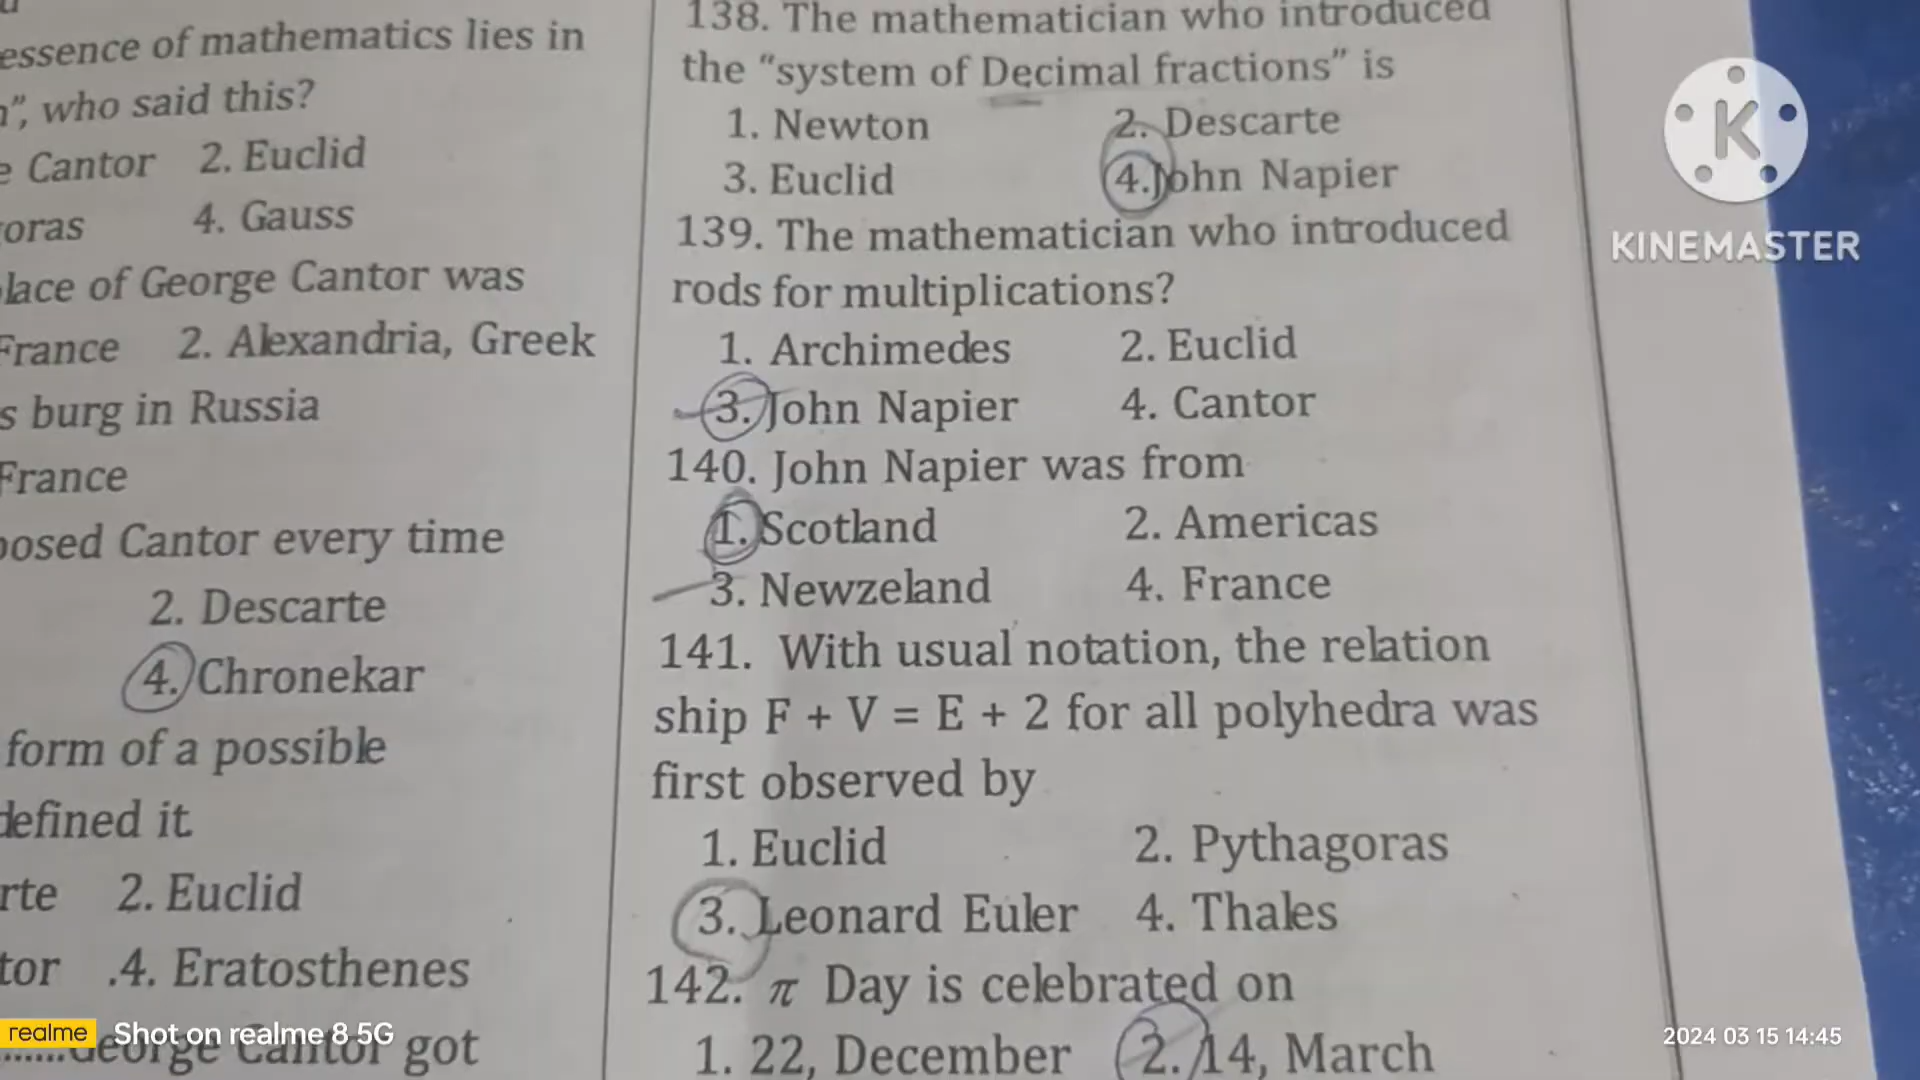 essence of mathematics lies in
", who said this?
Cantor 2. Euclid
oras 4. Gauss
lace of George Cantor was
France 2. Alexandria, Greek
s burg in Russia
France
posed Cantor every time
2. Descarte
4. Chronekar
form of a possible
defined it.
rte 2. Euclid
tor .4. Eratosthenes
......George Cantor got
138. The mathematician who introduced
the “system of Decimal fractions” is
1. Newton 2. Descarte
3. Euclid 4. John Napier
139. The mathematician who introduced
rods for multiplications?
1. Archimedes 2. Euclid
3. John Napier 4. Cantor
140. John Napier was from
1. Scotland 2. Americas
3. Newzeland 4. France
141. With usual notation, the relation
ship F + V = E + 2 for all polyhedra was
first observed by
1. Euclid 2. Pythagoras
3. Leonard Euler 4. Thales
142. π Day is celebrated on
1. 22, December 2. 14, March
K
KINEMASTER
realme Shot on realme 8 5G
2024 03 15 14:45